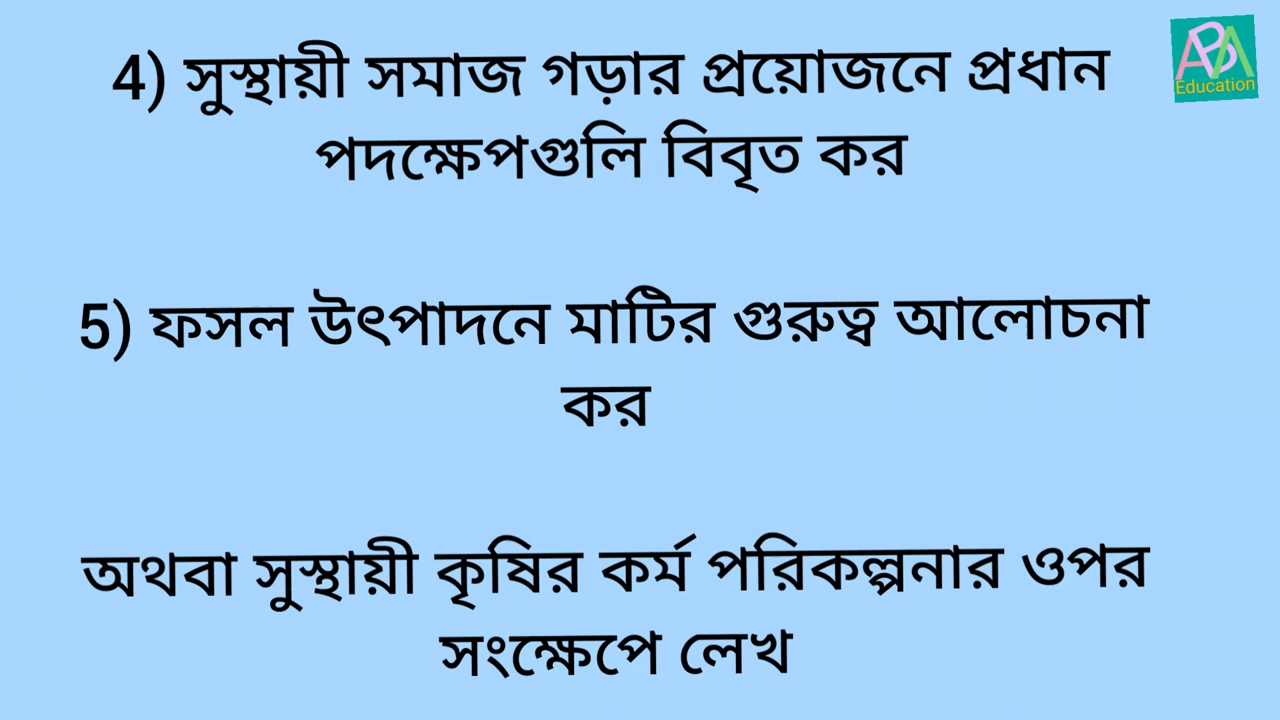 4) সুস্থায়ী সমাজ গড়ার প্রয়োজনে প্রধান
পদক্ষেপগুলি বিবৃত কর
5) ফসল উৎপাদনে মাটির গুরুত্ব আলোচনা
কর
অথবা সুস্থায়ী কৃষির কর্ম পরিকল্পনার ওপর
সংক্ষেপে লেখ
ABA
Education